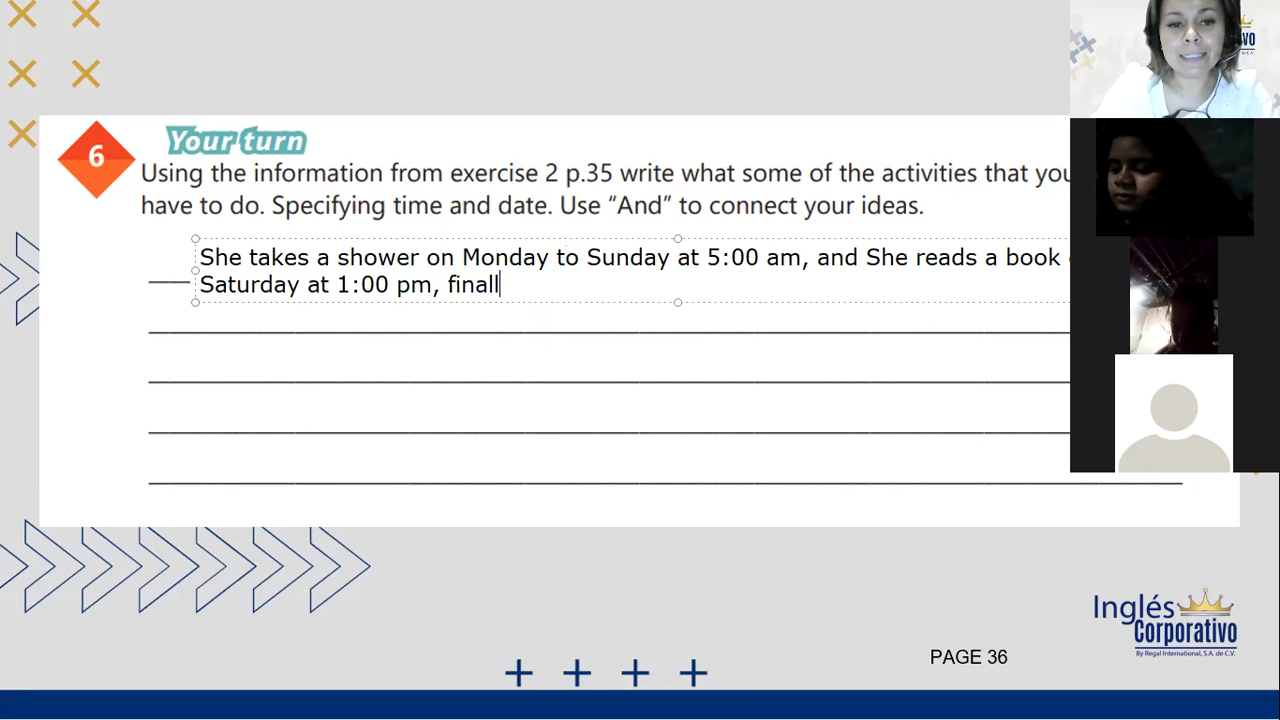 6
Your turn
Using the information from exercise 2 p.35 write what some of the activities that you
have to do. Specifying time and date. Use “And” to connect your ideas.
She takes a shower on Monday to Sunday at 5:00 am, and She reads a book
Saturday at 1:00 pm, finall
VO
Inglés
Corporativo
By Regal International, S.A. de C.V.
PAGE 36